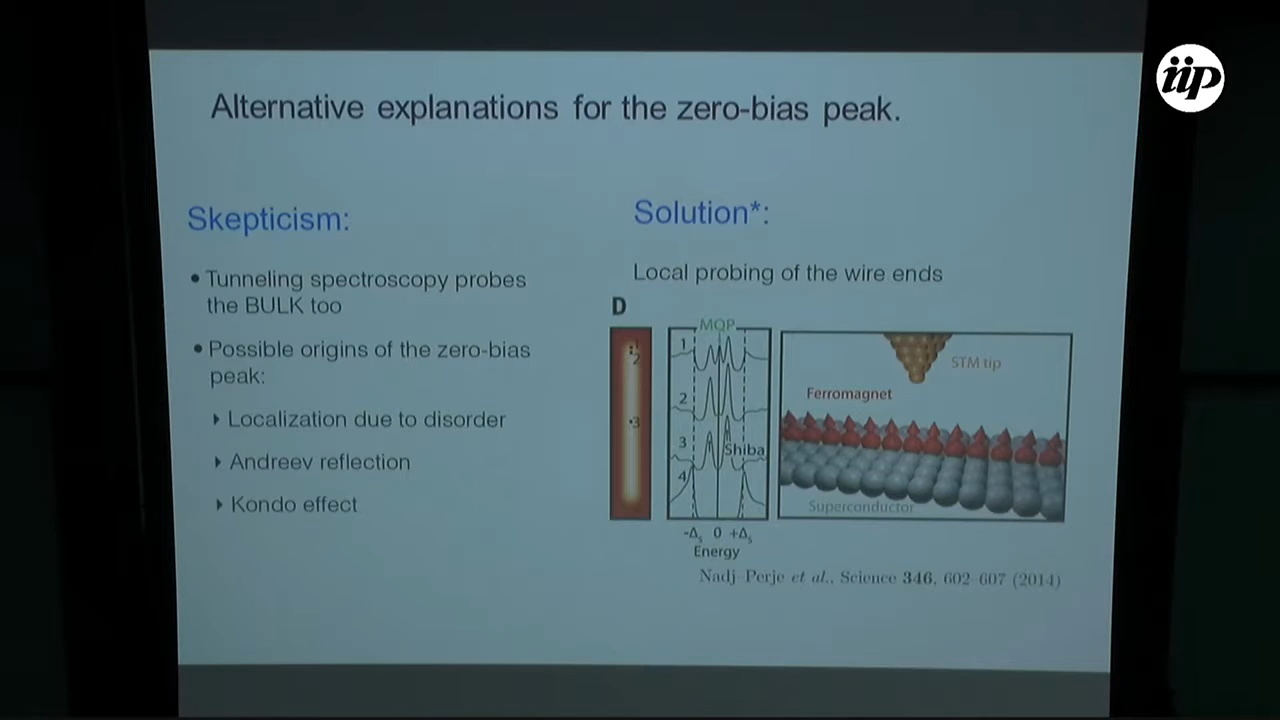 iip
Alternative explanations for the zero-bias peak.
Skepticism:
• Tunneling spectroscopy probes
the BULK too
• Possible origins of the zero-bias
peak:
‣ Localization due to disorder
‣ Andreev reflection
‣ Kondo effect
Solution*:
Local probing of the wire ends
D
1
2
3
MQP
1
2
3
Shiba
4
-Δs 0 +Δs
Energy
STM tip
Ferromagnet
Superconductor
Nadj-Perje et al., Science 346, 602-607 (2014)